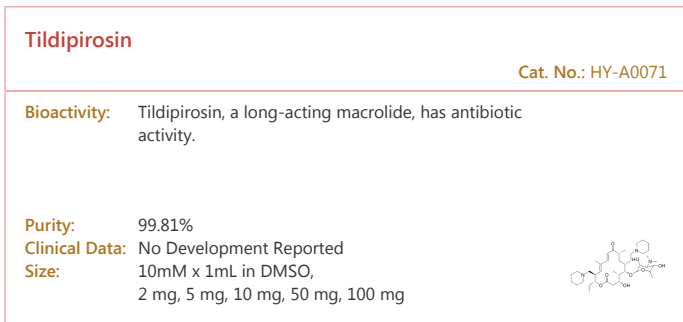 Tildipirosin
Cat. No.: HY-A0071
Bioactivity: Tildipirosin, a long-acting macrolide, has antibiotic
activity.
Purity: 99.81%
Clinical Data: No Development Reported
Size: 10mM x 1mL in DMSO,
2 mg, 5 mg, 10 mg, 50 mg, 100 mg